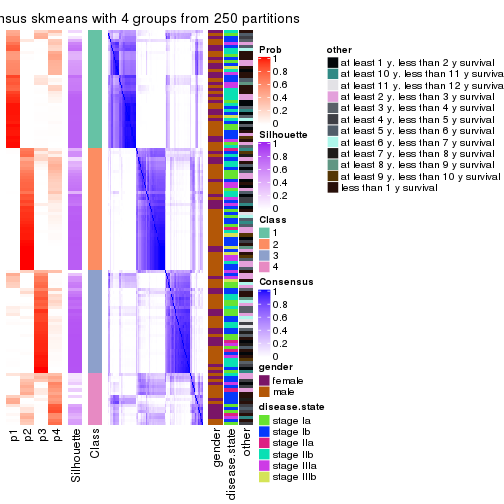 nsus skmeans with 4 groups from 250 partitions
Prob
1
0.8
0.6
0.4
0.2
0
Silhouette
1
0.8
0.6
0.4
0.2
0
Class
1
2
3
4
Consensus
1
0.8
0.6
0.4
0.2
0
gender
female
male
disease.state
stage Ia
stage Ib
stage IIa
stage IIb
stage IIIa
stage IIIb
other
at least 1 y. less than 2 y survival
at least 10 y. less than 11 y surviva
at least 11 y. less than 12 y surviva
at least 2 y. less than 3 y survival
at least 3 y. less than 4 y survival
at least 4 y. less than 5 y survival
at least 5 y. less than 6 y survival
at least 6 y. less than 7 y survival
at least 7 y. less than 8 y survival
at least 8 y. less than 9 y survival
at least 9 y. less than 10 y survival
less than 1 y survival
p1
p2
p3
p4
Silhouette
Class
gender
disease.state
other